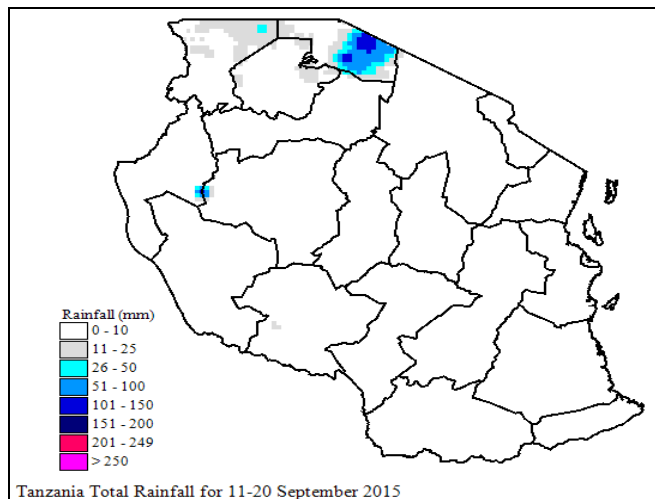 Rainfall (mm)
0 - 10
11 - 25
26 - 50
51 - 100
101 - 150
151 - 200
201 - 249
> 250
Tanzania Total Rainfall for 11-20 September 2015